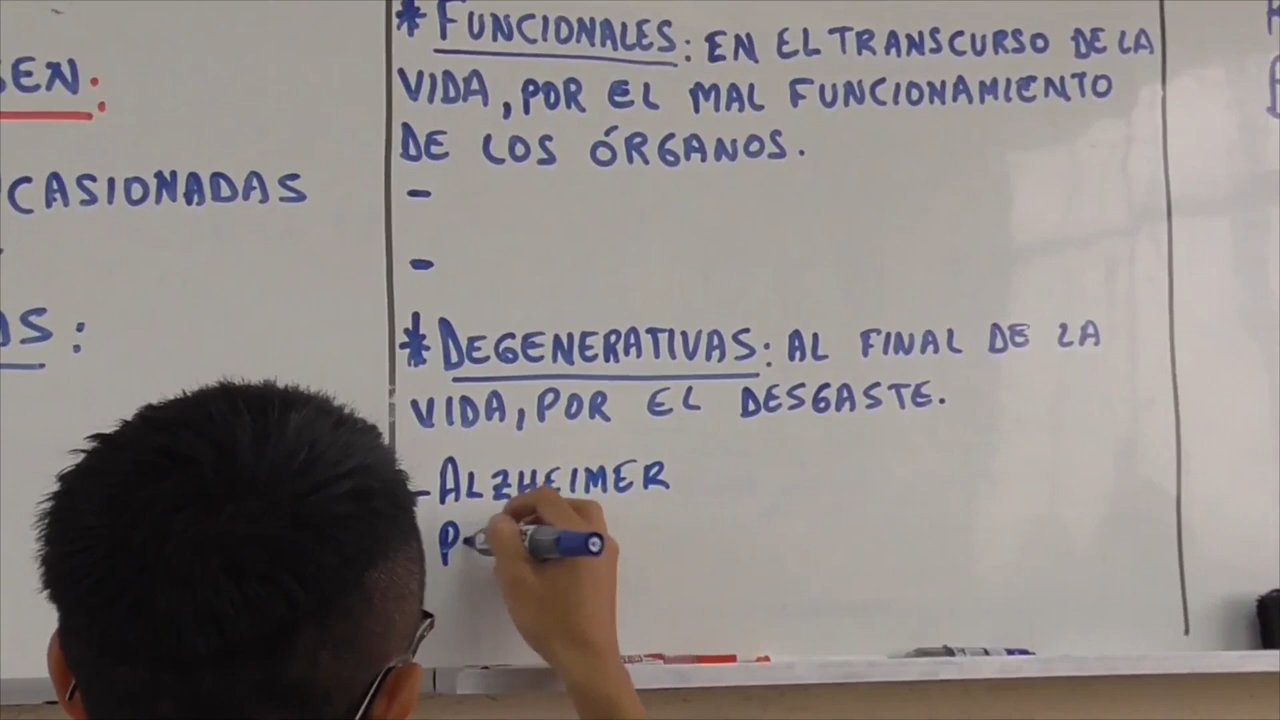 EN:
CASIONADAS
AS:
* FUNCIONALES: EN EL TRANSCURSO DE LA
VIDA, POR EL MAL FUNCIONAMIENTO
DE LOS ÓRGANOS.
-
-
* DEGENERATIVAS: AL FINAL DE LA
VIDA, POR EL DESGASTE.
- ALZHEIMER
P